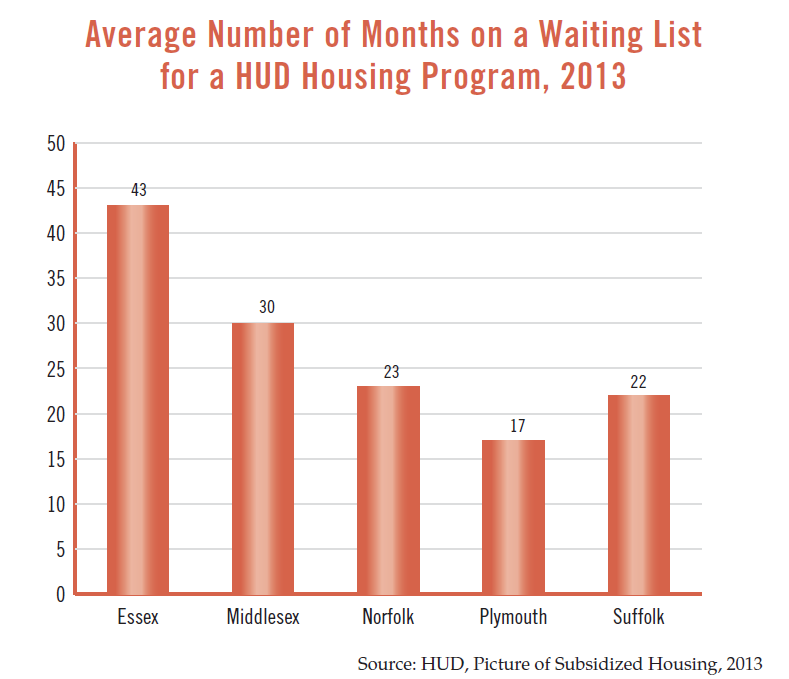 Average Number of Months on a Waiting List
for a HUD Housing Program, 2013
50
45
40
35
30
25
20
15
10
5
0
43
30
23
17
22
Essex
Middlesex
Norfolk
Plymouth
Suffolk
Source: HUD, Picture of Subsidized Housing, 2013